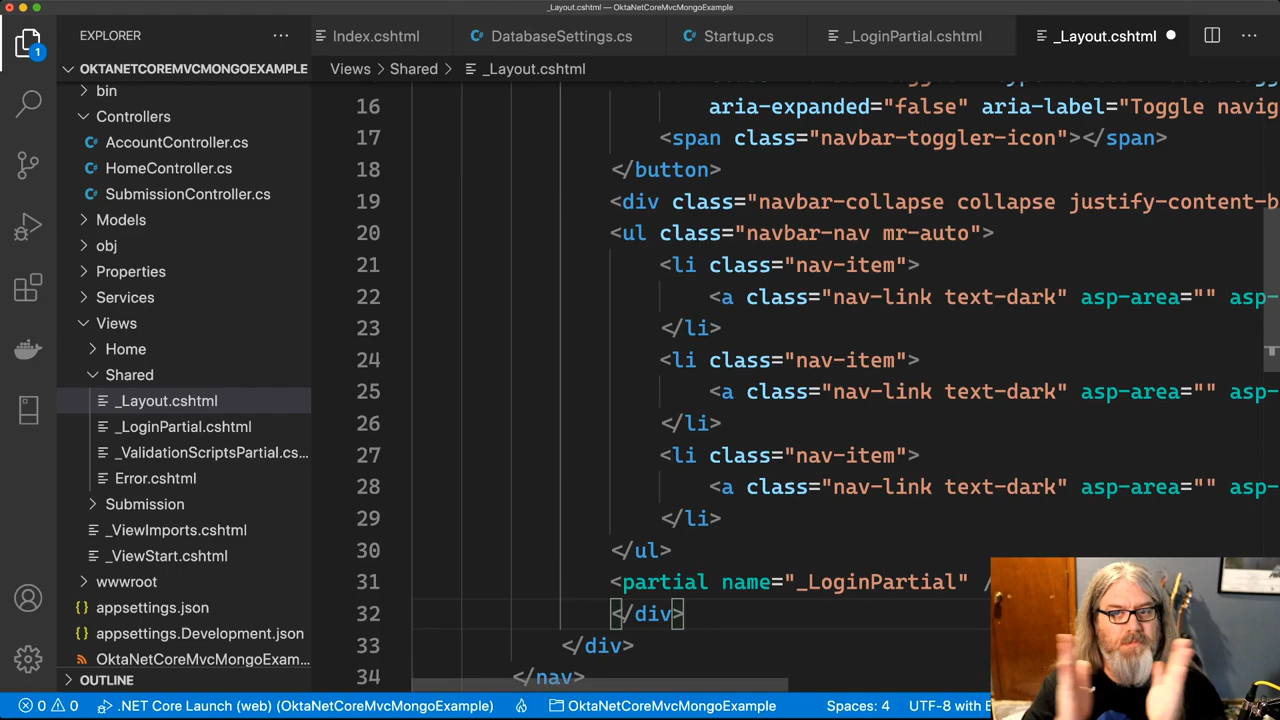 _Layout.cshtml — OktaNetCoreMvcMongoExample
EXPLORER
Index.cshtml
DatabaseSettings.cs
Startup.cs
_LoginPartial.cshtml
_Layout.cshtml
1
OKTANETCOREMVCMONGOEXAMPLE
Views
Shared
_Layout.cshtml
bin
Controllers
AccountController.cs
HomeController.cs
SubmissionController.cs
Models
obj
Properties
Services
Views
Home
Shared
_Layout.cshtml
_LoginPartial.cshtml
_ValidationScriptsPartial.cs...
Error.cshtml
Submission
_ViewImports.cshtml
_ViewStart.cshtml
wwwroot
appsettings.json
appsettings.Development.json
OktaNetCoreMvcMongoExam...
OUTLINE
16 aria-expanded="false" aria-label="Toggle navig
17 <span class="navbar-toggler-icon"></span>
18 </button>
19 <div class="navbar-collapse collapse justify-content-b
20 <ul class="navbar-nav mr-auto">
21 <li class="nav-item">
22 <a class="nav-link text-dark" asp-area="" asp-
23 </li>
24 <li class="nav-item">
25 <a class="nav-link text-dark" asp-area="" asp-
26 </li>
27 <li class="nav-item">
28 <a class="nav-link text-dark" asp-area="" asp-
29 </li>
30 </ul>
31 <partial name="_LoginPartial" /
32 </div>
33 </div>
34 </nav>
0 0 .NET Core Launch (web) (OktaNetCoreMvcMongoExample) OktaNetCoreMvcMongoExample Spaces: 4 UTF-8 with